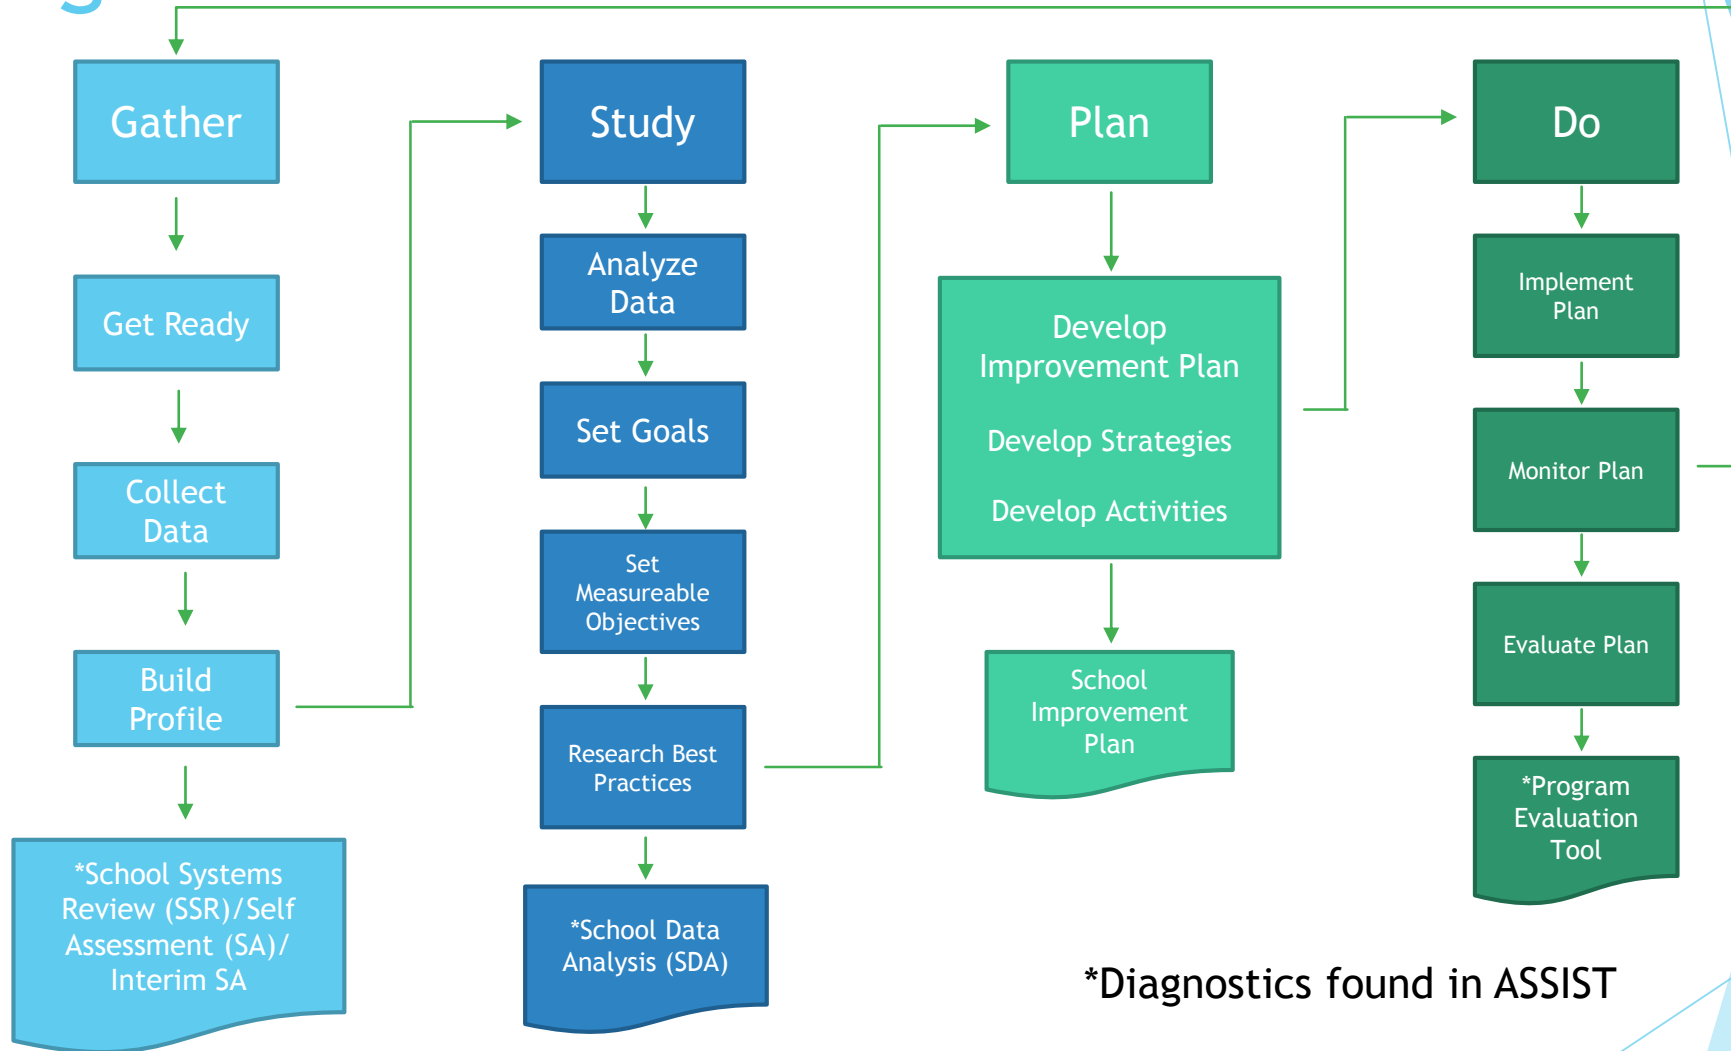 Gather
Get Ready
Collect
Data
Build
Profile
*School Systems
Review (SSR)/Self
Assessment (SA)/
Interim SA
Study
Analyze
Data
Set Goals
Set
Measureable
Objectives
Research Best
Practices
*School Data
Analysis (SDA)
Plan
Develop
Improvement Plan
Develop Strategies
Develop Activities
School
Improvement
Plan
Do
Implement
Plan
Monitor Plan
Evaluate Plan
*Program
Evaluation
Tool
*Diagnostics found in ASSIST